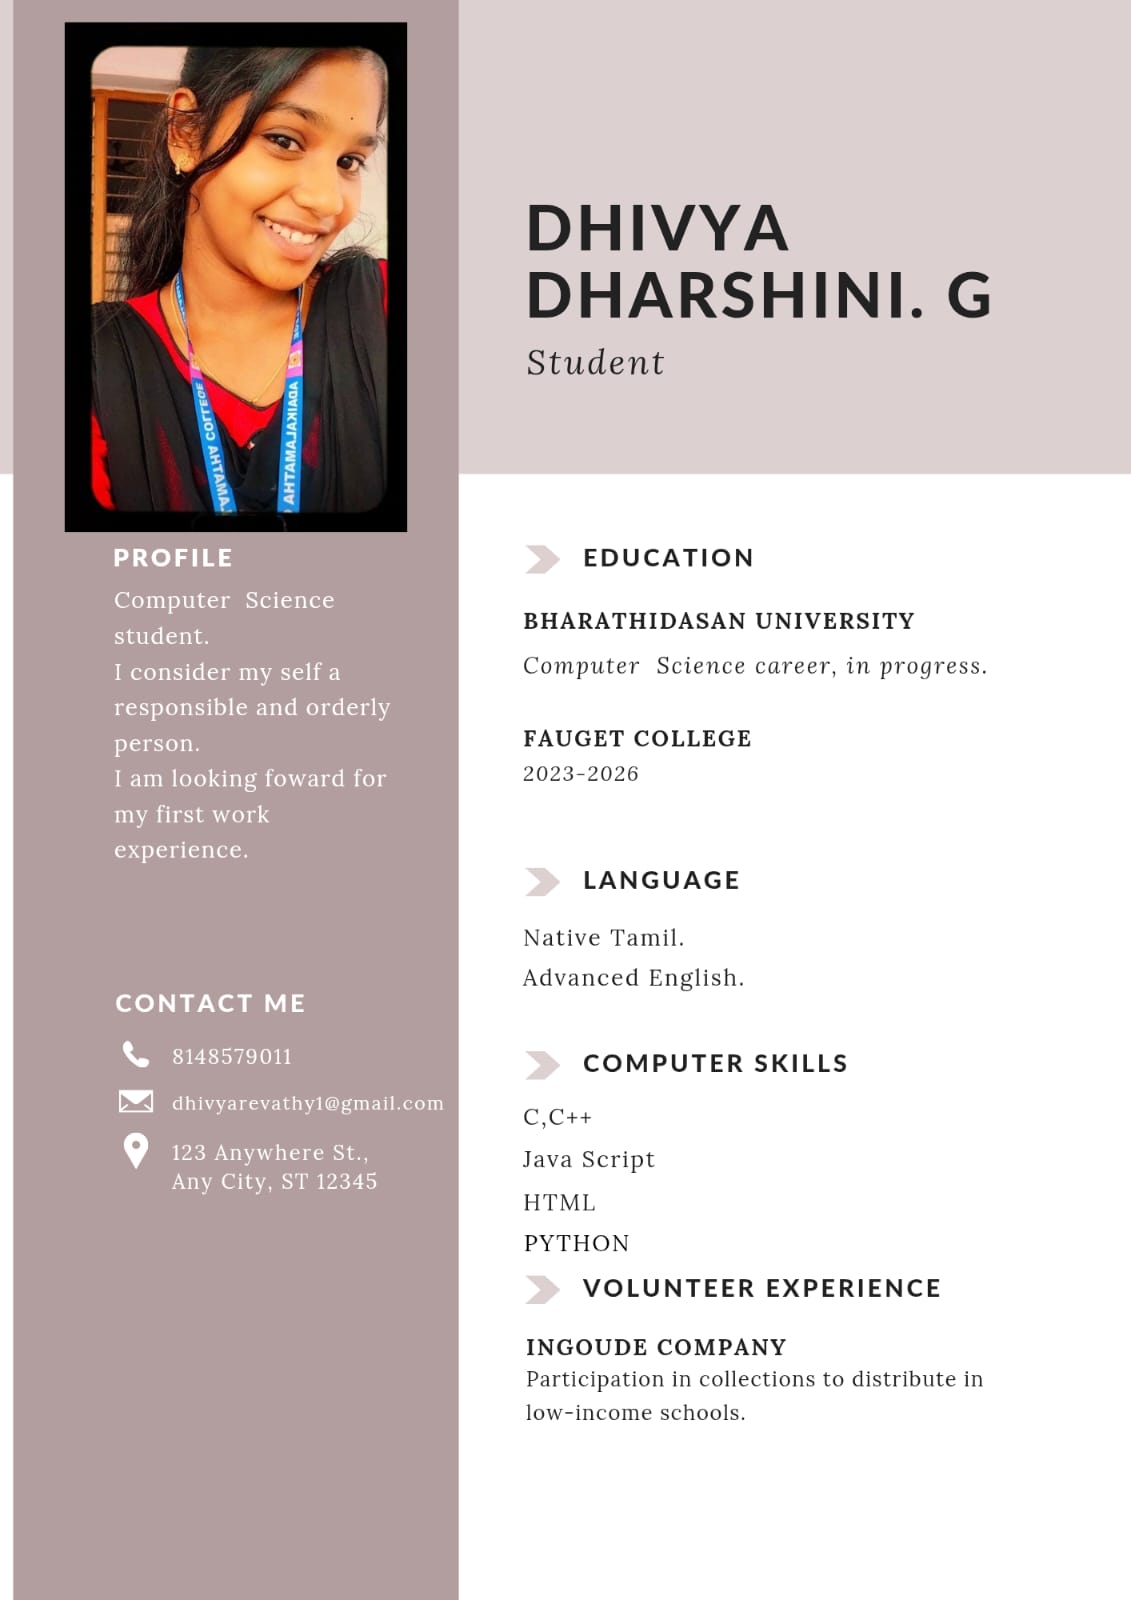 AMATHA COLLEGE
ADAIKALAMATHA
DHIVYA
DHARSHINI. G
Student
PROFILE
Computer  Science
student.
I consider my self a
responsible and orderly
person.
I am looking foward for
my first work
experience.
CONTACT ME
8148579011
dhivyarevathy1@gmail.com
123 Anywhere St.,
Any City, ST 12345
EDUCATION
BHARATHIDASAN UNIVERSITY
Computer  Science career, in progress.
FAUGET COLLEGE
2023-2026
LANGUAGE
Native Tamil.
Advanced English.
COMPUTER SKILLS
C,C++
Java Script
HTML
PYTHON
VOLUNTEER EXPERIENCE
INGOUDE COMPANY
Participation in collections to distribute in
low-income schools.